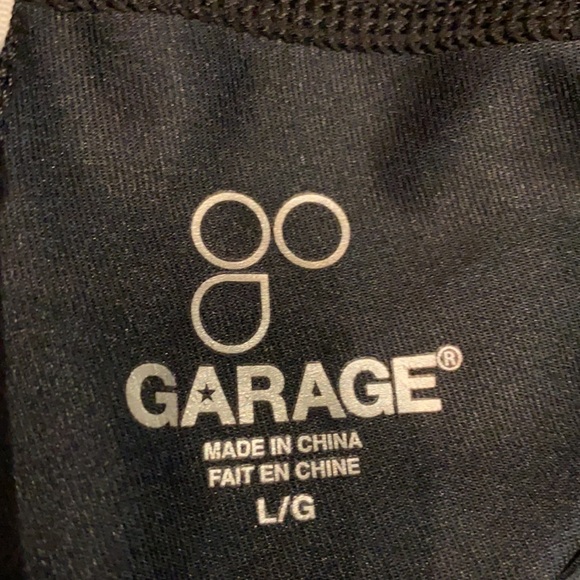 GARAGE®
MADE IN CHINA
FAIT EN CHINE
L/G